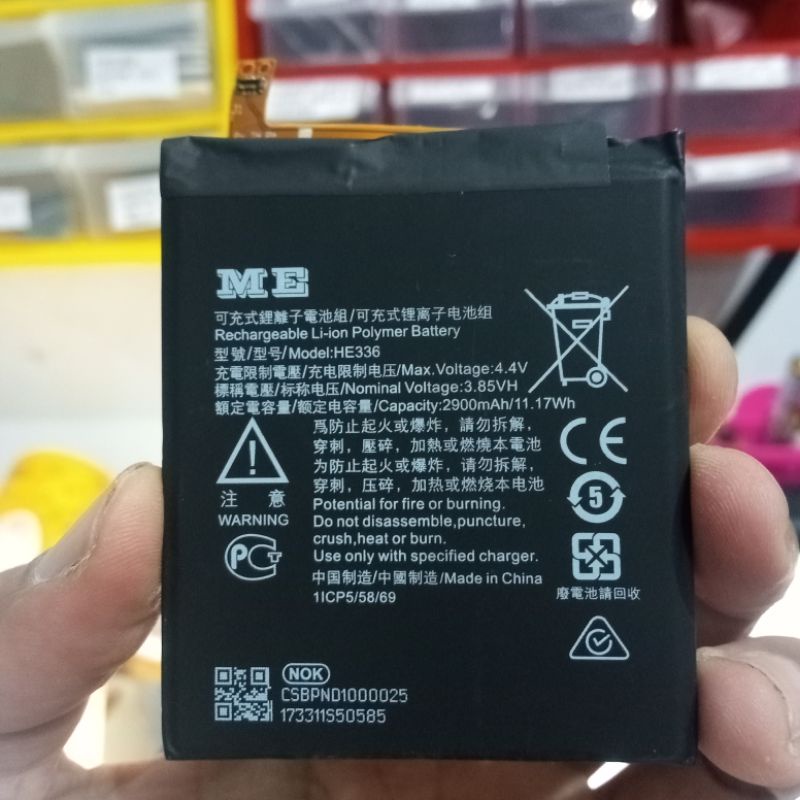 ME
可充式鋰離子電池組/可充式锂离子电池组
Rechargeable Li-ion Polymer Battery
型號/型号/Model:HE336
充電限制電壓/充电限制电压/Max.Voltage:4.4V
標稱電壓/标称电压/Nominal Voltage:3.85VH
額定電容量/额定电容量/Capacity:2900mAh/11.17Wh
為防止起火或爆炸，請勿拆解，
穿刺，壓碎，加熱或燃燒本電池
为防止起火或爆炸，请勿拆解，
穿刺，压碎，加热或燃烧本电池
注 意
WARNING
Potential for fire or burning.
Do not disassemble,puncture,
crush,heat or burn.
Use only with specified charger.
中国制造/中國制造/Made in China
1ICP5/58/69
CE
5
廢電池請回收
NOK
CSBPND1000025
173311S50585